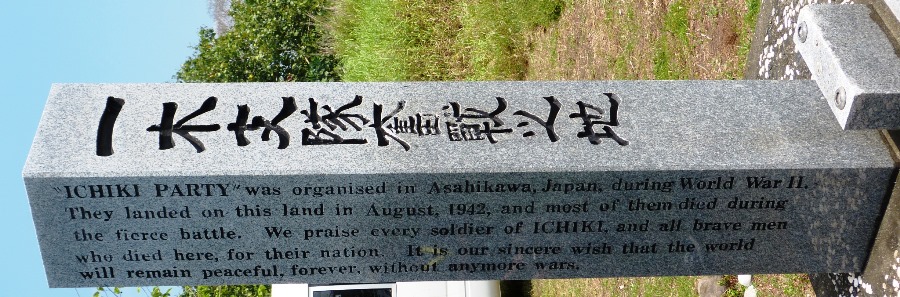 一木支隊奮戦之地
"ICHIKI PARTY" was organised in Asahikawa, Japan, during World War II.
They landed on this land in August, 1942, and most of them died during
the fierce battle. We praise every soldier of ICHIKI, and all brave men
who died here, for their nation. It is our sincere wish that the world
will remain peaceful, forever, without anymore wars.